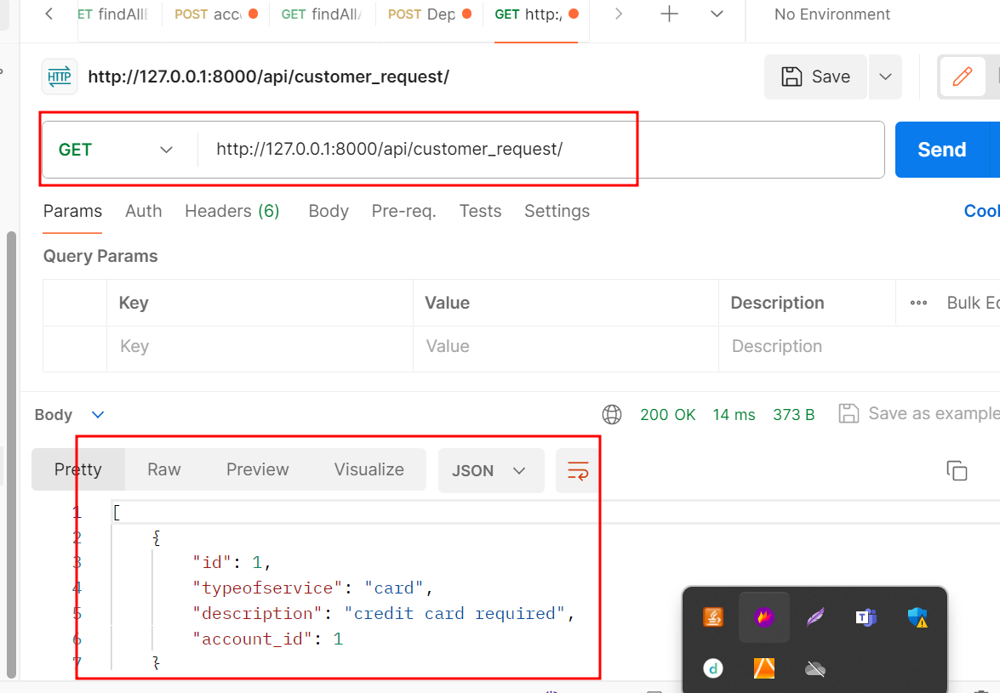 ET findAllE POST acc GET findAll POST Dep GET http:/ No Environment
HTTP http://127.0.0.1:8000/api/customer_request/ Save
GET http://127.0.0.1:8000/api/customer_request/ Send
Params Auth Headers (6) Body Pre-req. Tests Settings Cool
Query Params
Key Value Description Bulk Ec
Key Value Description
Body 200 OK 14 ms 373 B Save as example
Pretty Raw Preview Visualize JSON
1 [
2 {
3 "id": 1,
4 "typeofservice": "card",
5 "description": "credit card required",
6 "account_id": 1
7 }